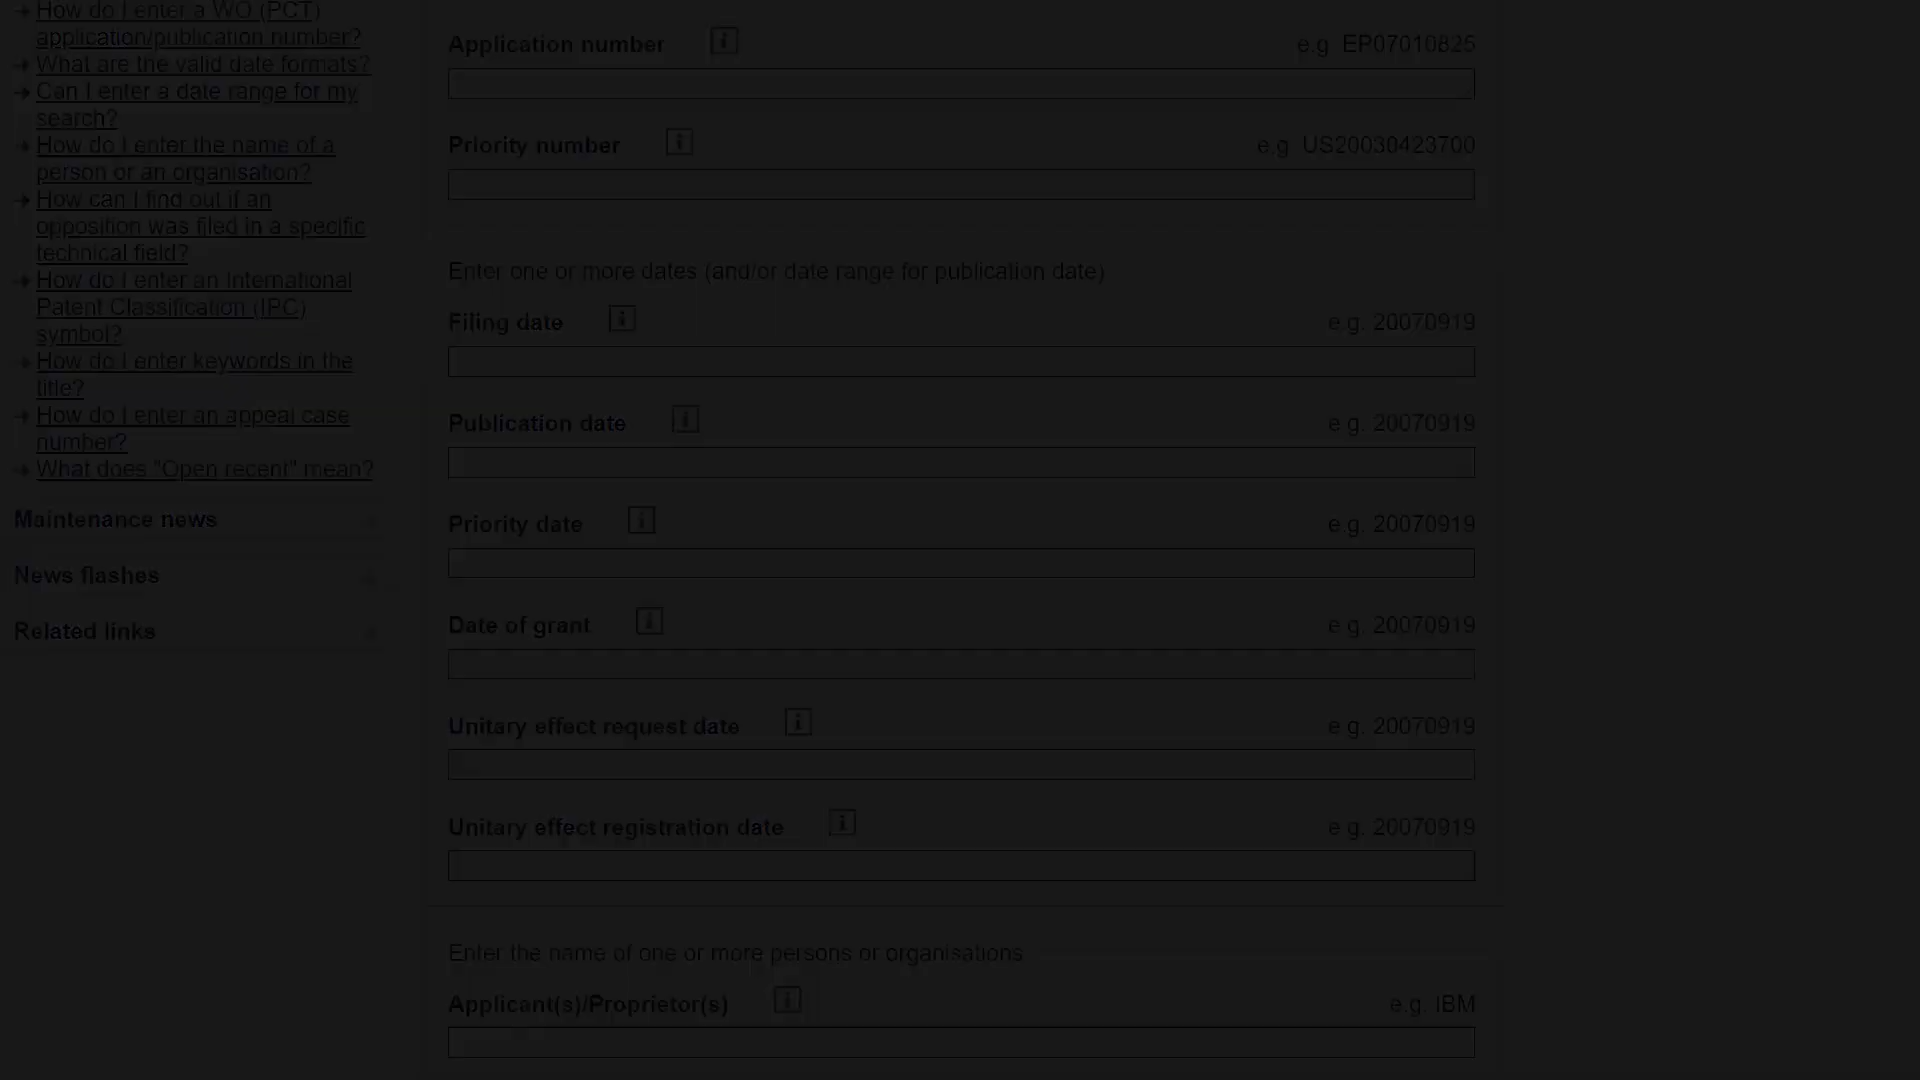 How do I enter a WO (PCT)
application/publication number?
What are the valid date formats?
Can I enter a date range for my
search?
How do I enter the name of a
person or an organisation?
How can I find out if an
opposition was filed in a specific
technical field?
How do I enter an International
Patent Classification (IPC)
symbol?
How do I enter keywords in the
title?
How do I enter an appeal case
number?
What does "Open recent" mean?
Maintenance news
News flashes
Related links
Application number i e.g. EP07010825
Priority number i e.g. US20030423700
Enter one or more dates (and/or date range for publication date)
Filing date i e.g. 20070919
Publication date i e.g. 20070919
Priority date i e.g. 20070919
Date of grant i e.g. 20070919
Unitary effect request date i e.g. 20070919
Unitary effect registration date i e.g. 20070919
Enter the name of one or more persons or organisations
Applicant(s)/Proprietor(s) i e.g. IBM